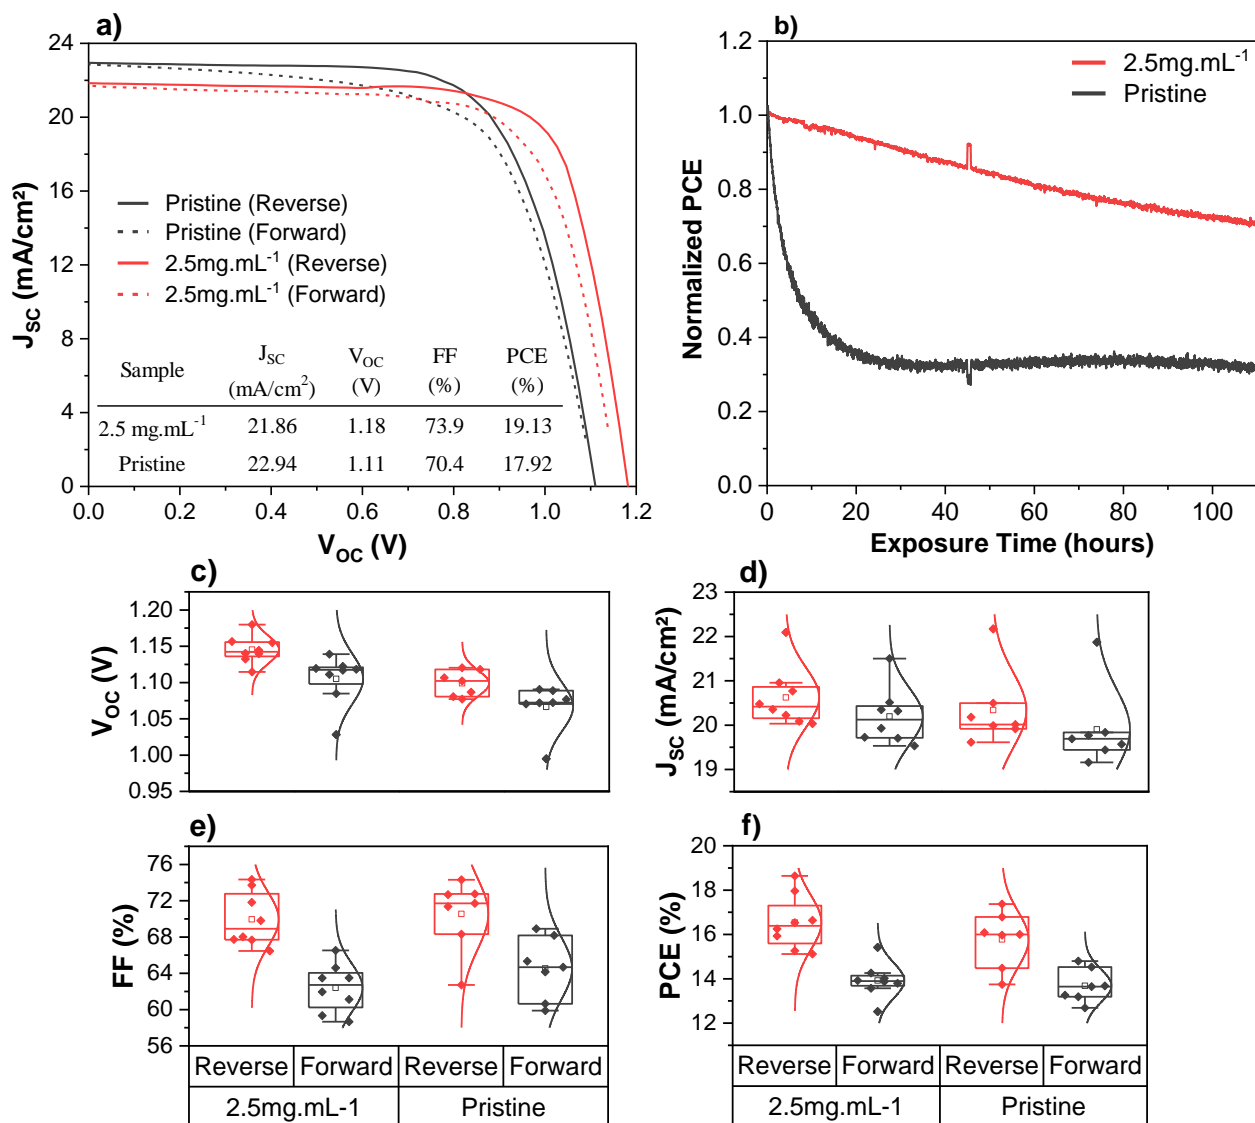 a)
24
20
16
12
8
4
0
J_SC (mA/cm²)
Pristine (Reverse)
Pristine (Forward)
2.5mg.mL⁻¹ (Reverse)
2.5mg.mL⁻¹ (Forward)
Sample J_SC (mA/cm²) V_OC (V) FF (%) PCE (%)
2.5 mg.mL⁻¹ 21.86 1.18 73.9 19.13
Pristine 22.94 1.11 70.4 17.92
0.0 0.2 0.4 0.6 0.8 1.0 1.2
V_OC (V)
b)
1.2
1.0
0.8
0.6
0.4
0.2
0.0
Normalized PCE
2.5mg.mL⁻¹
Pristine
0 20 40 60 80 100
Exposure Time (hours)
c)
1.20
1.15
1.10
1.05
1.00
0.95
V_OC (V)
d)
23
22
21
20
19
J_SC (mA/cm²)
e)
76
72
68
64
60
56
FF (%)
Reverse Forward Reverse Forward
2.5mg.mL-1 Pristine
f)
20
18
16
14
12
PCE (%)
Reverse Forward Reverse Forward
2.5mg.mL-1 Pristine